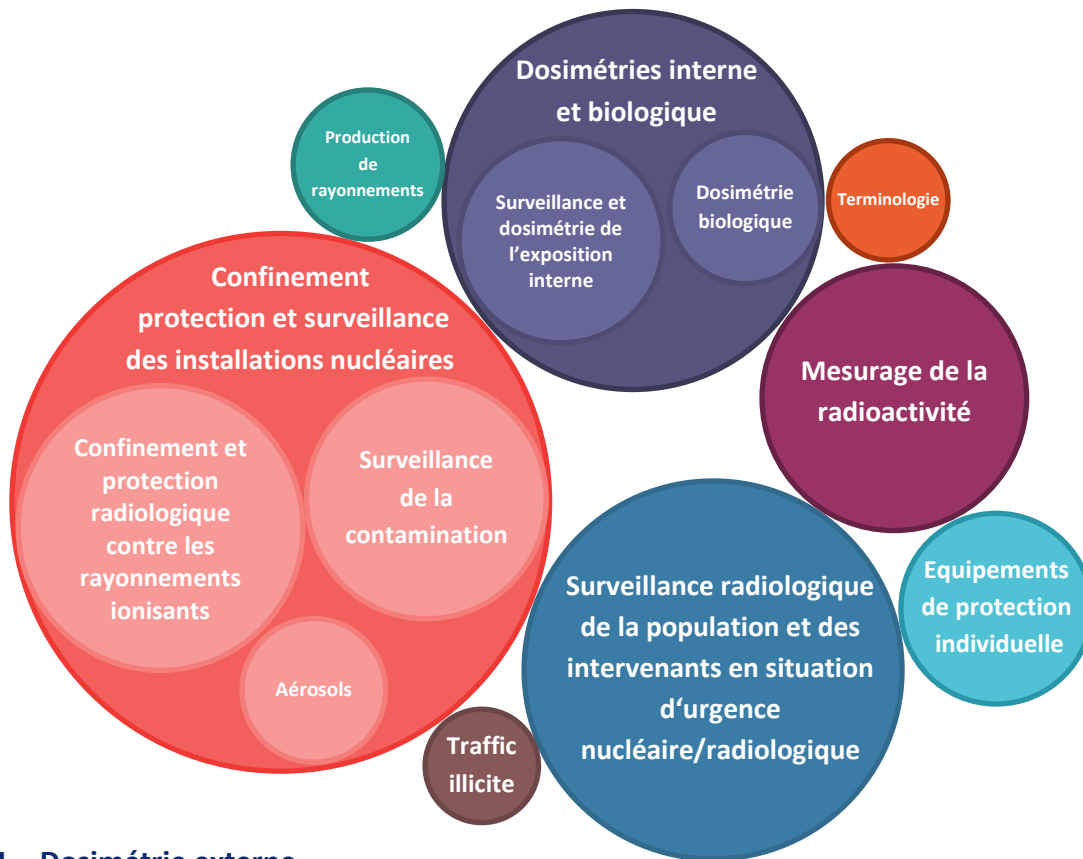 Dosimétries interne
et biologique
Production
de
rayonnements
Surveillance et
dosimétrie de
l’exposition
interne
Dosimétrie
biologique
Terminologie
Confinement
protection et surveillance
des installations nucléaires
Confinement et
protection
radiologique
contre les
rayonnements
ionisants
Surveillance
de la
contamination
Aérosols
Mesurage de la
radioactivité
Surveillance radiologique
de la population et des
intervenants en situation
d‘urgence
nucléaire/radiologique
Equipements
de protection
individuelle
Traffic
illicite
Dosimétrie externe